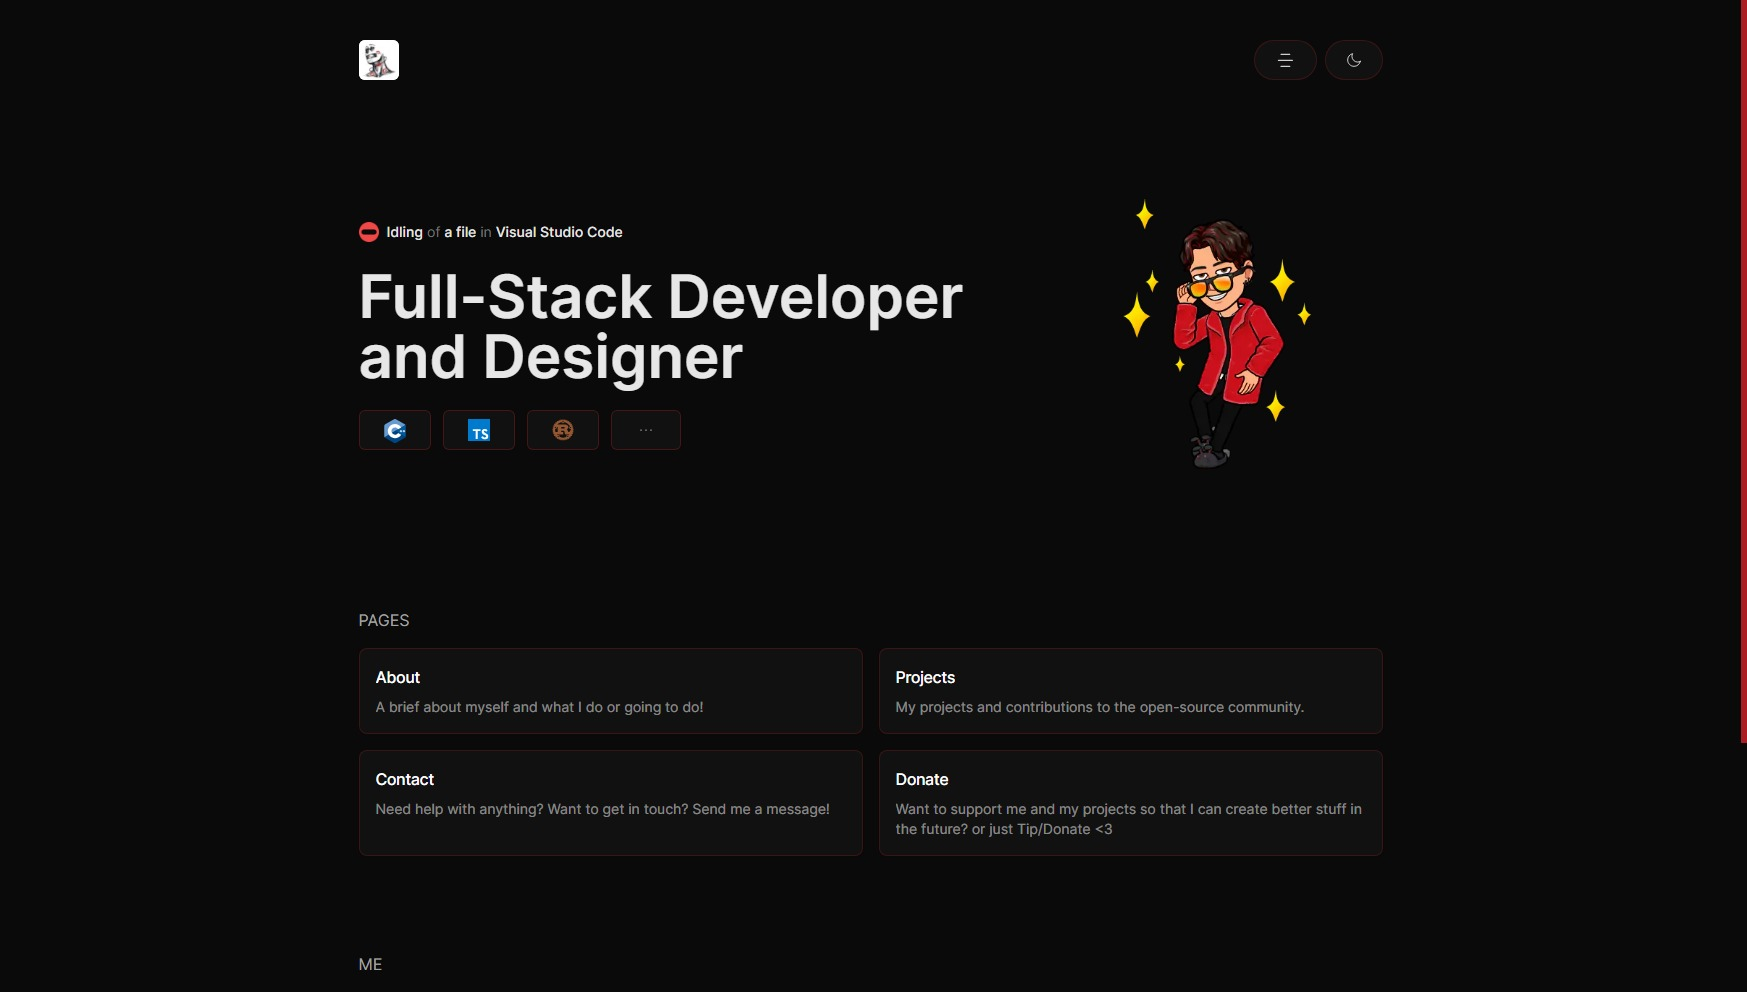 Idling of a file in Visual Studio Code
Full-Stack Developer
and Designer
C
TS
R
...
PAGES
About
A brief about myself and what I do or going to do!
Projects
My projects and contributions to the open-source community.
Contact
Need help with anything? Want to get in touch? Send me a message!
Donate
Want to support me and my projects so that I can create better stuff in
the future? or just Tip/Donate <3
ME